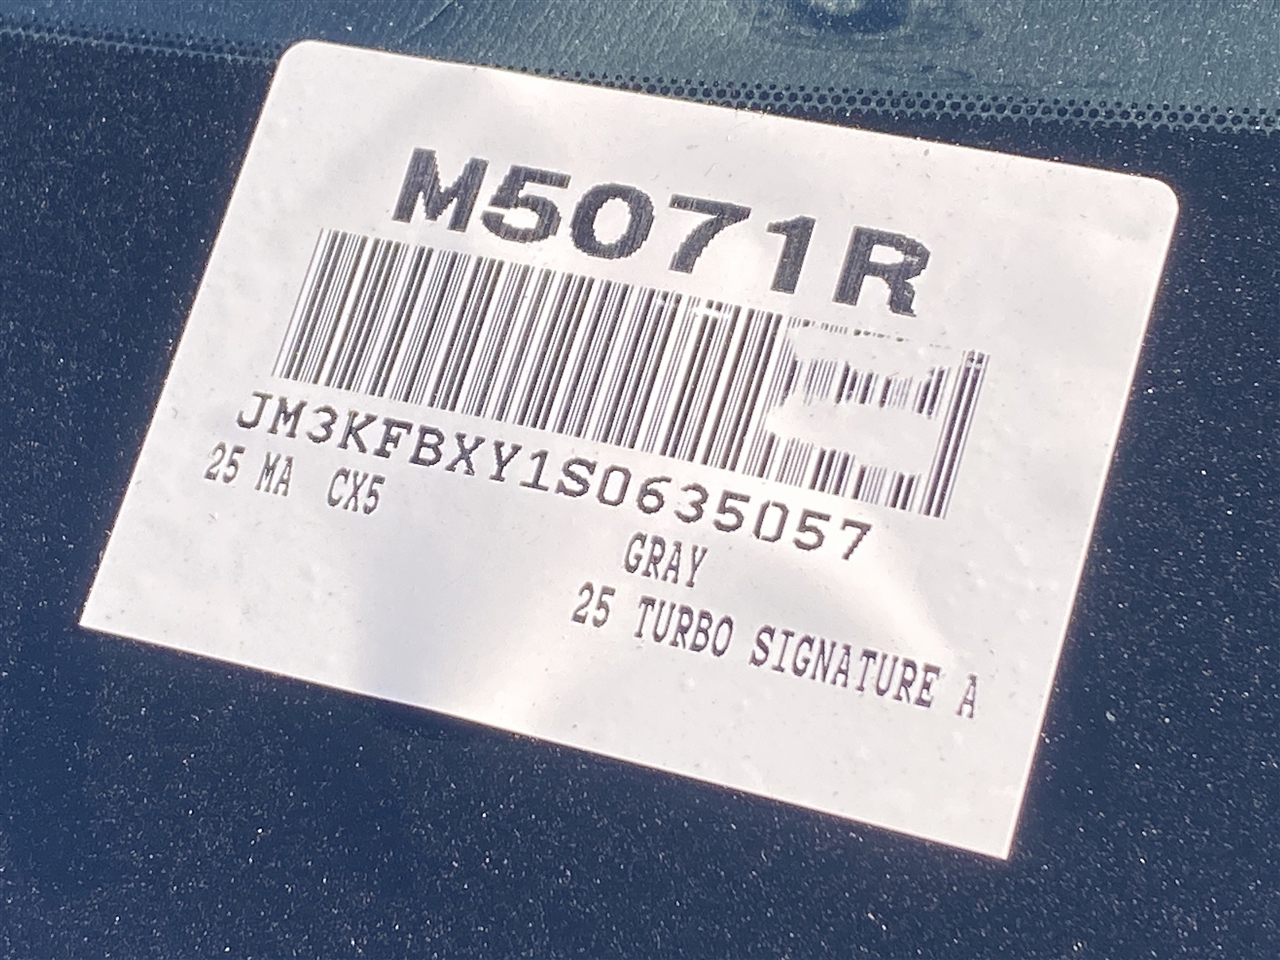 M5071R
JM3KFBXY1S0635057
25 MA CX5
GRAY
25 TURBO SIGNATURE A